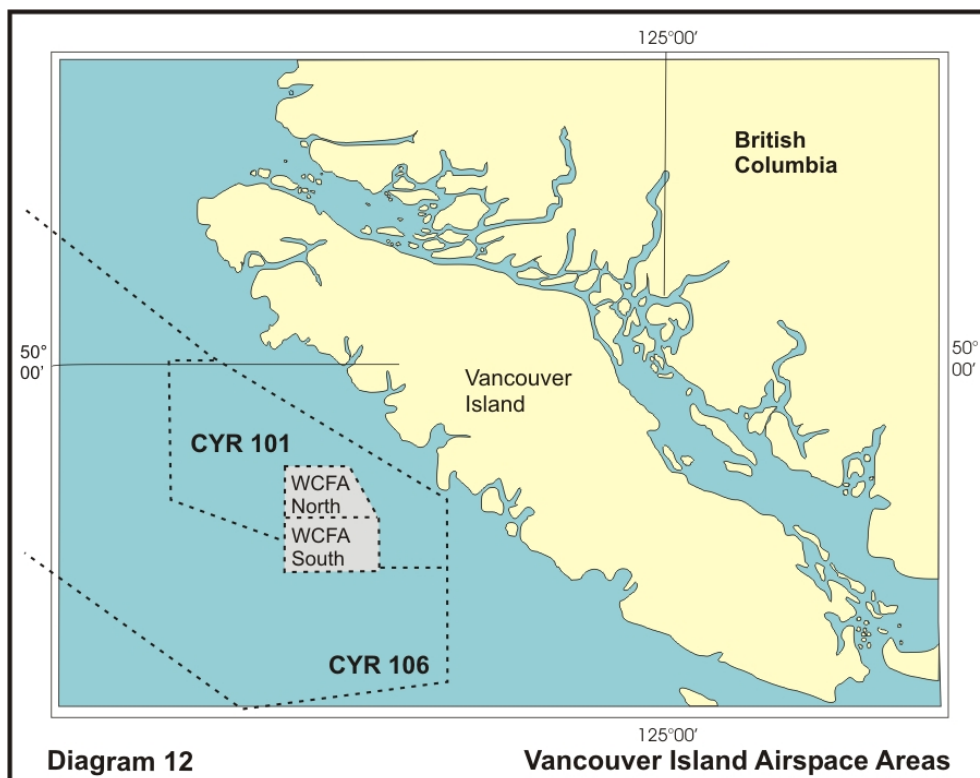 125°00’
British
Columbia
50°
00’
50°
00’
Vancouver
Island
CYR 101
WCFA
North
WCFA
South
CYR 106
125°00’
Diagram 12
Vancouver Island Airspace Areas